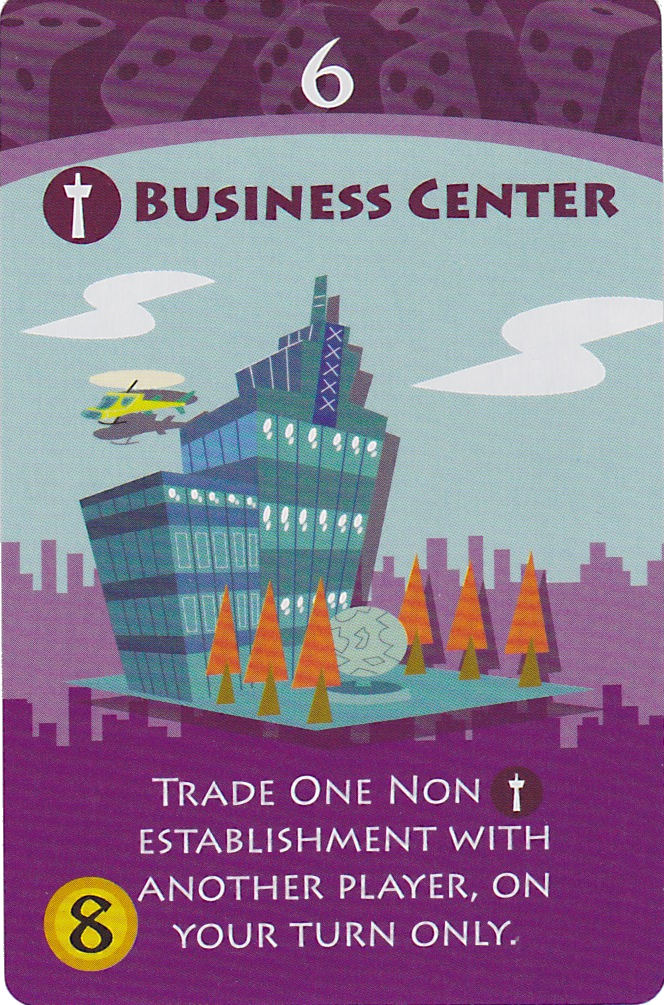 6
BUSINESS CENTER
TRADE ONE NON
ESTABLISHMENT WITH
ANOTHER PLAYER, ON
YOUR TURN ONLY.
8